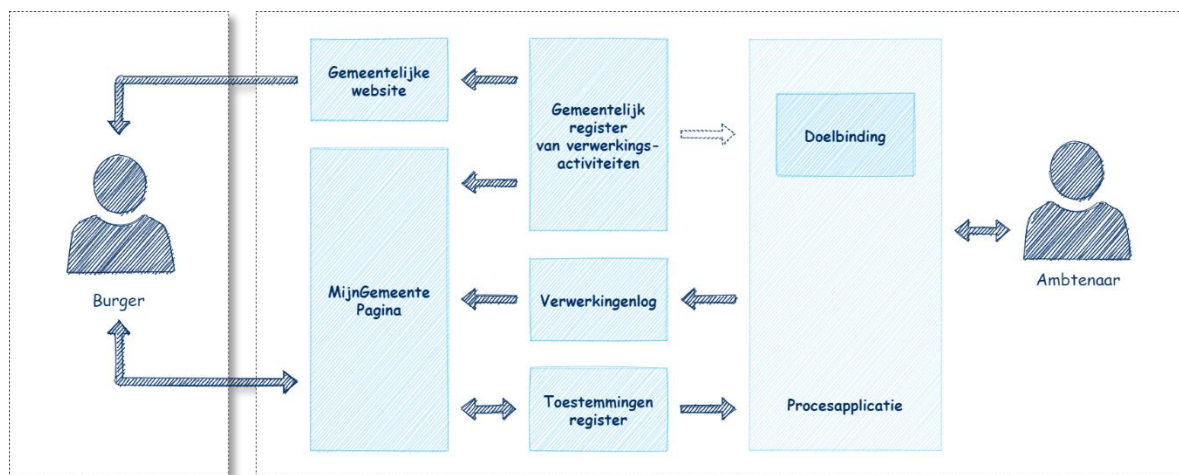 Gemeentelijke
website
Gemeentelijk
register
van verwerkings-
activiteiten
Doelbinding
Burger
MijnGemeente
Pagina
Verwerkingenlog
Ambtenaar
Toestemmingen
register
Procesapplicatie